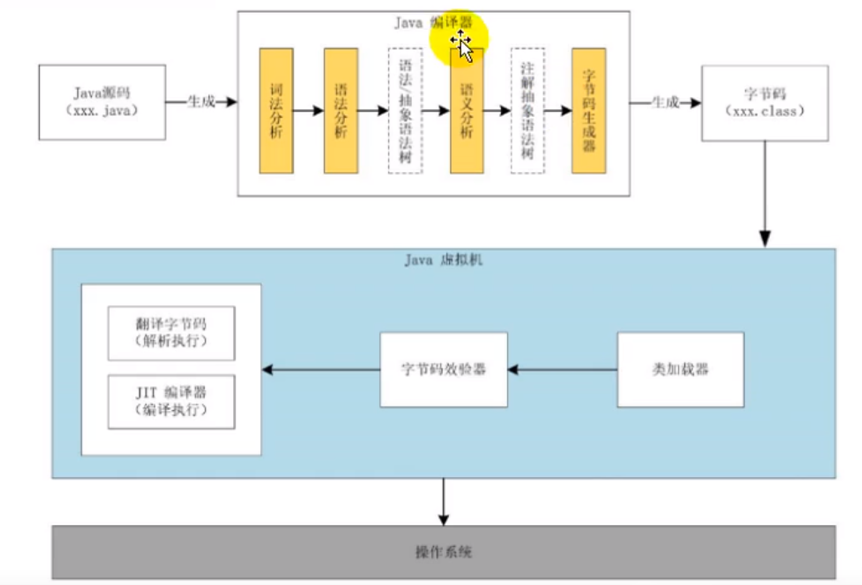 Java 编译器
Java源码
（xxx.java）
生成
词法分析
语法分析
语法/抽象语法树
语义分析
注解抽象语法树
字节码生成器
生成
字节码
（xxx.class）
Java 虚拟机
翻译字节码
（解析执行）
JIT 编译器
（编译执行）
字节码效验器
类加载器
操作系统